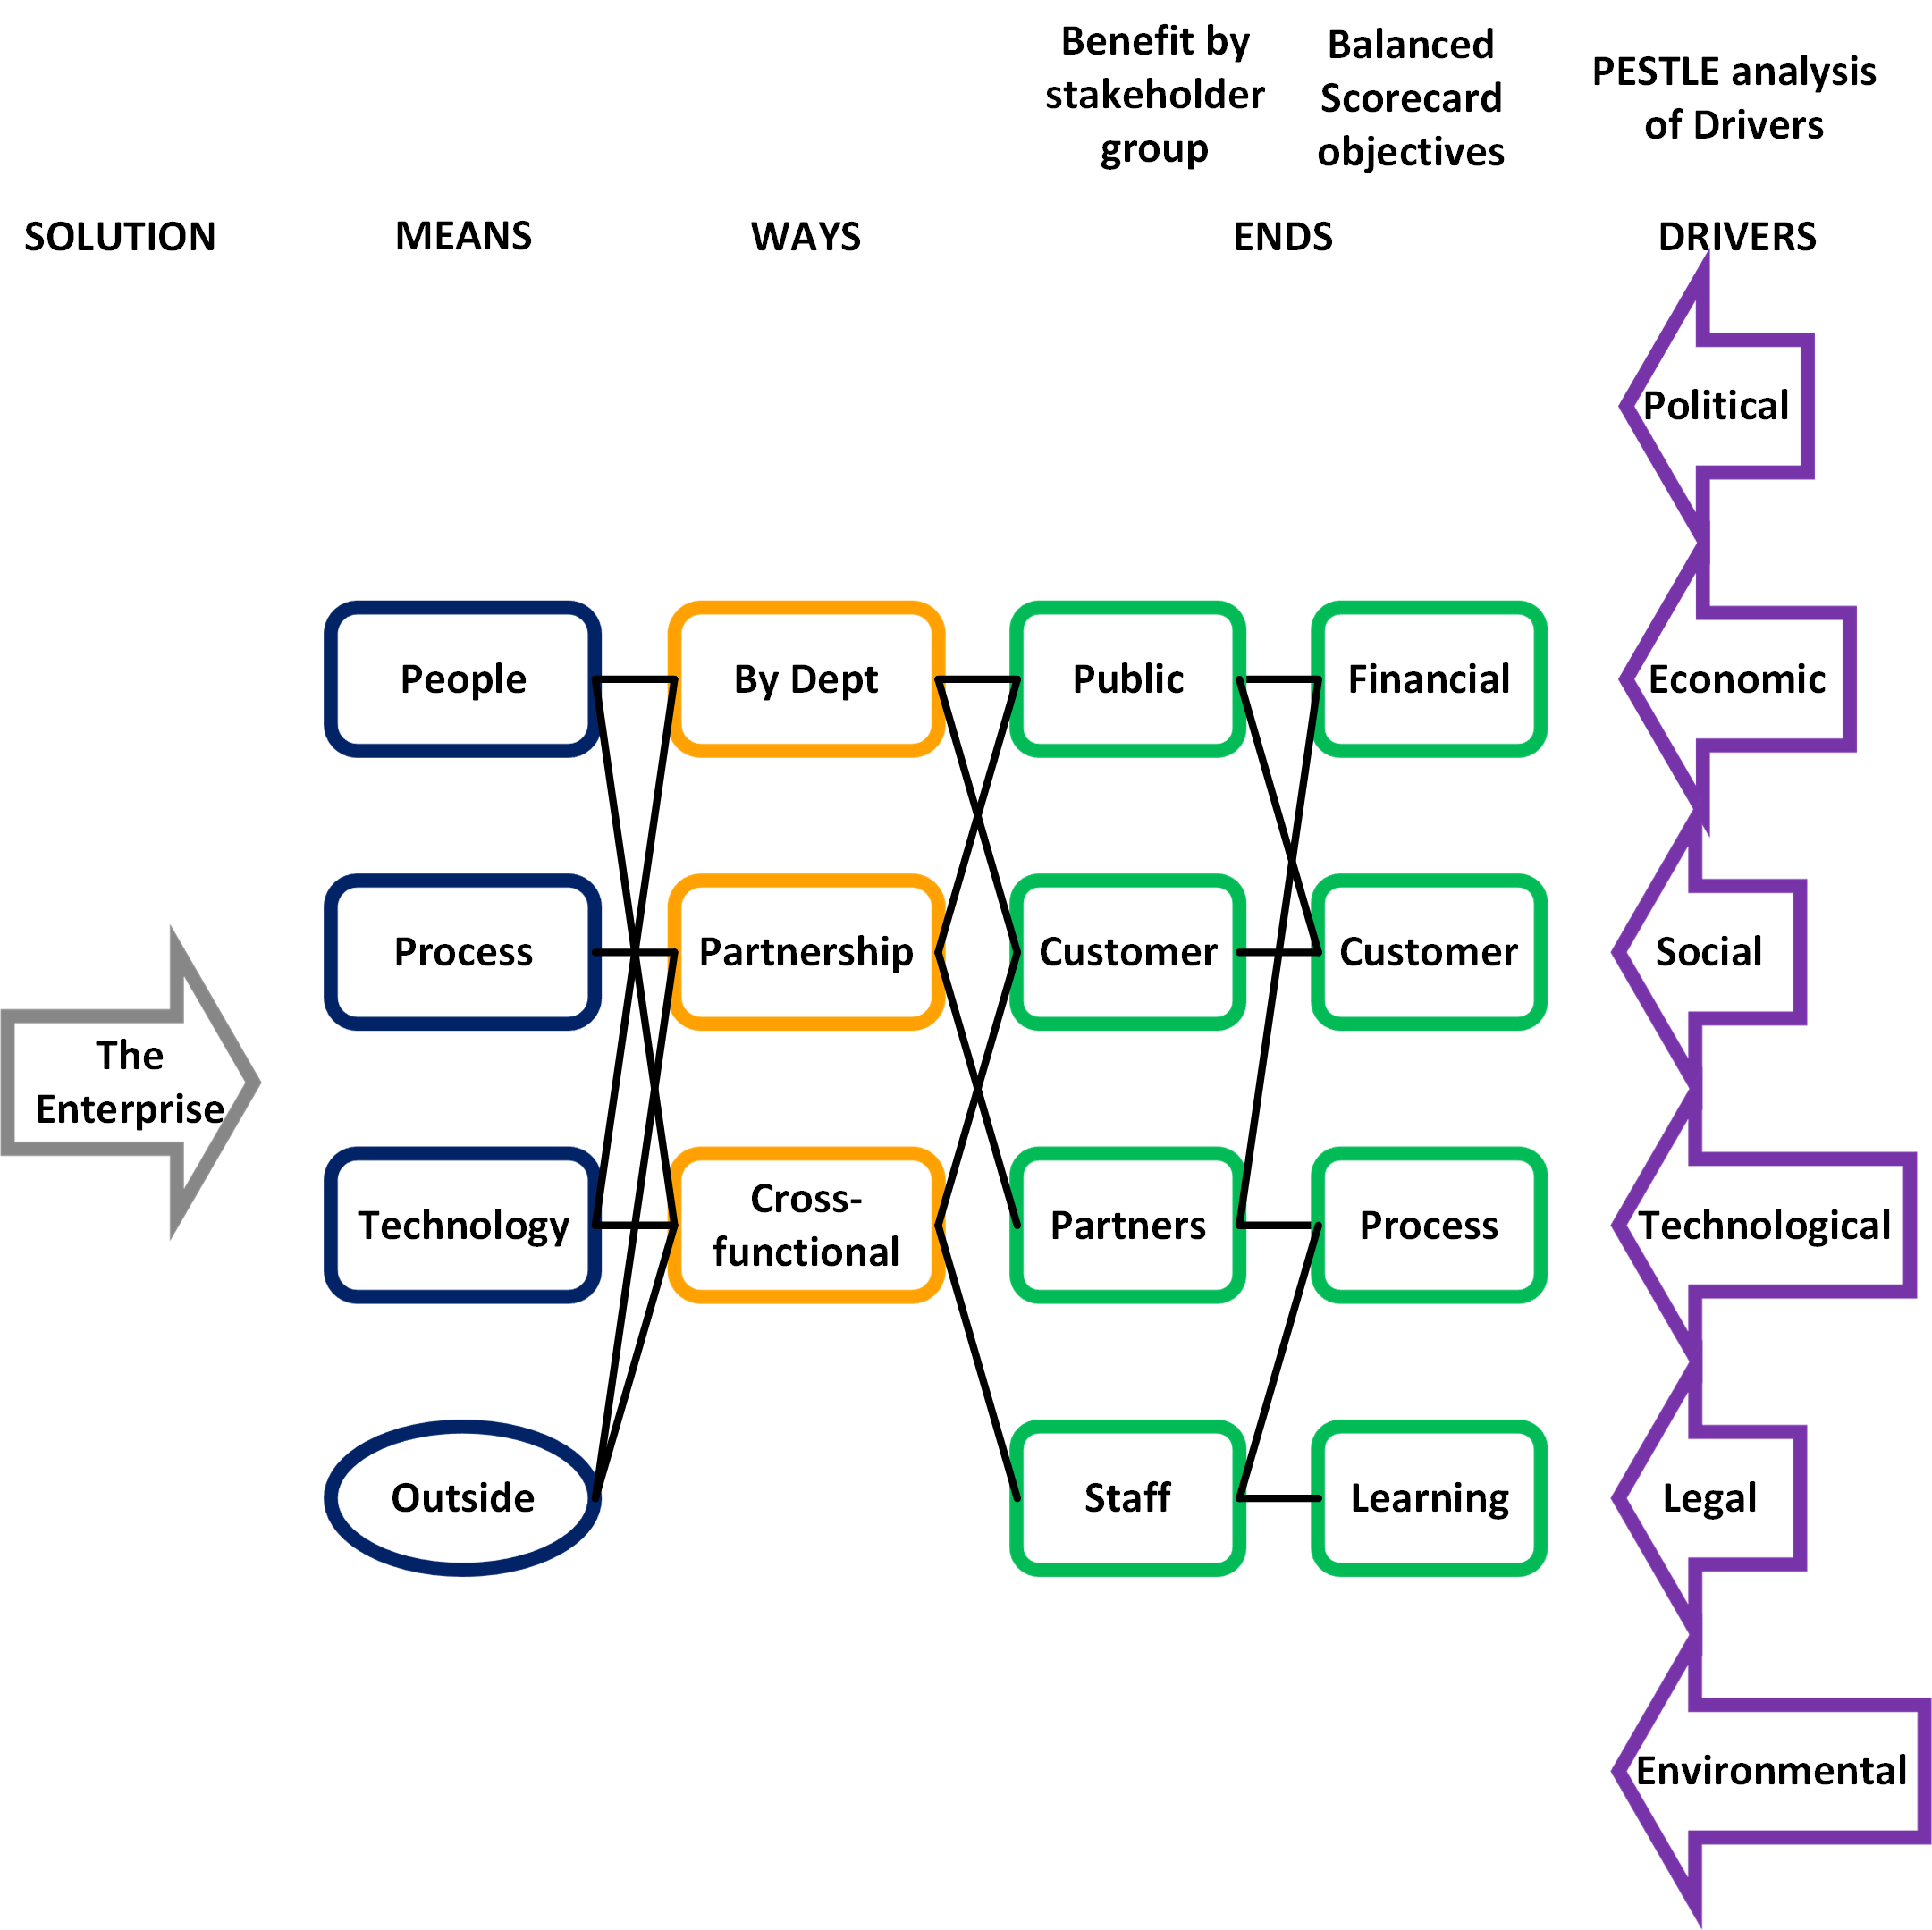 Benefit by
stakeholder
group
Balanced
Scorecard
objectives
PESTLE analysis
of Drivers
SOLUTION
MEANS
WAYS
ENDS
DRIVERS
Political
People
By Dept
Public
Financial
Economic
Process
Partnership
Customer
Customer
Social
The
Enterprise
Technology
Cross-
functional
Partners
Process
Technological
Outside
Staff
Learning
Legal
Environmental